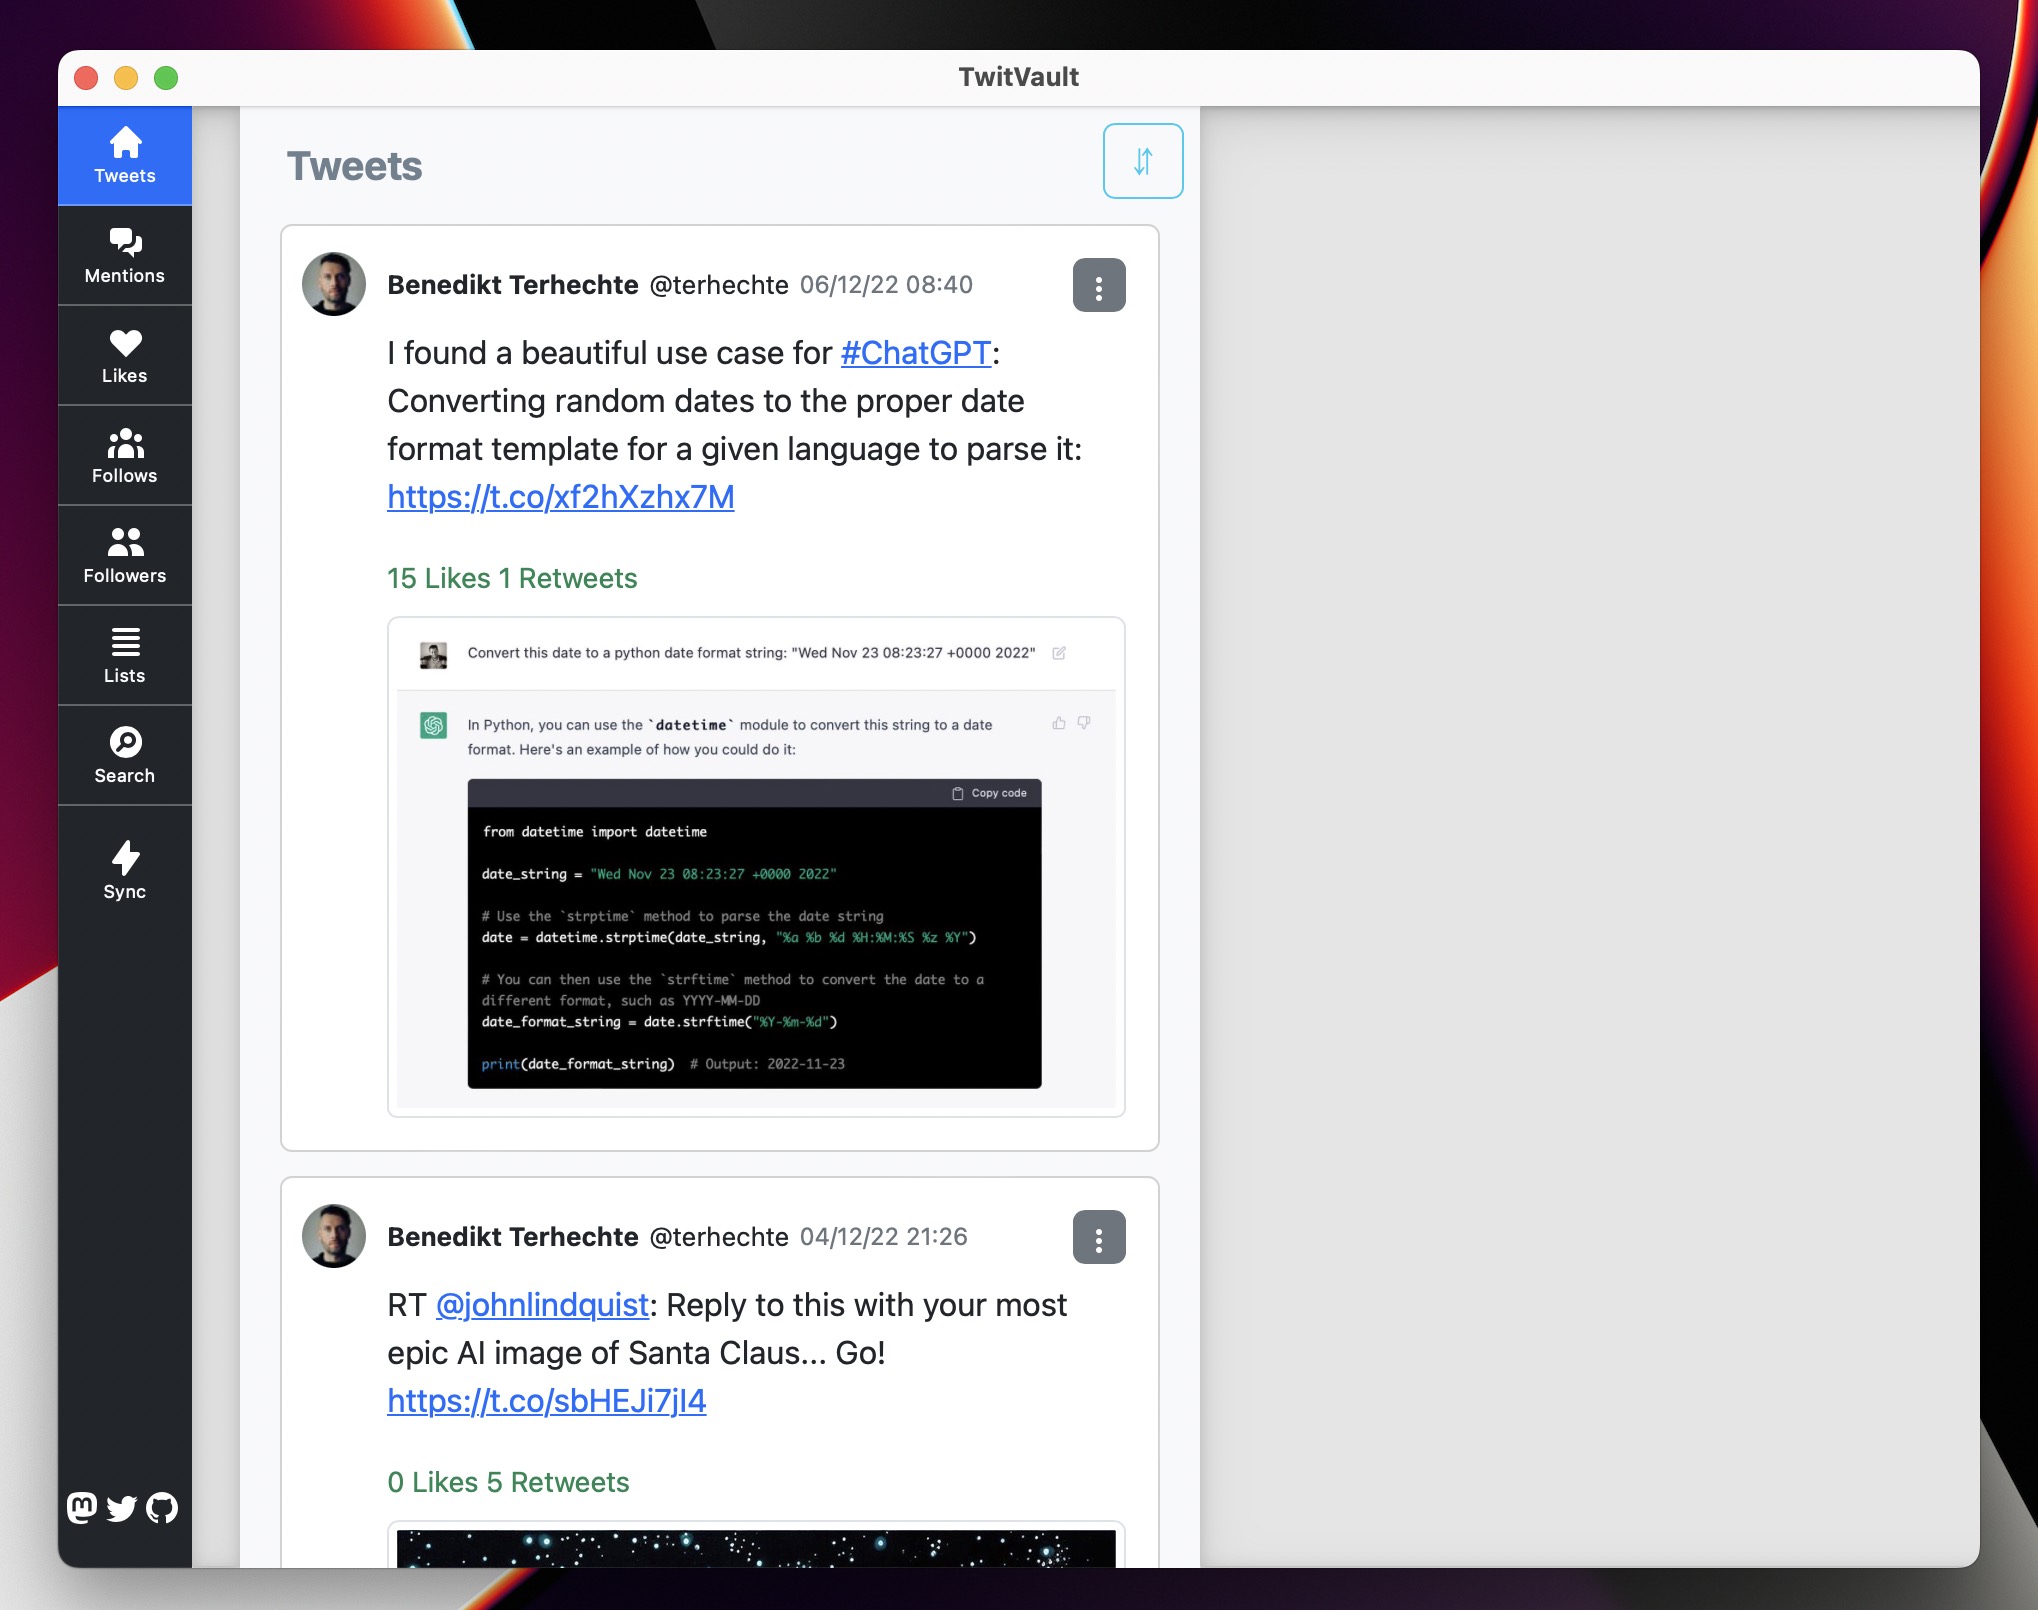 TwitVault
Tweets
Mentions
Likes
Follows
Followers
Lists
Search
Sync
Tweets
Benedikt Terhechte @terhechte 06/12/22 08:40
I found a beautiful use case for #ChatGPT:
Converting random dates to the proper date
format template for a given language to parse it:
https://t.co/xf2hXzhx7M
15 Likes 1 Retweets
Convert this date to a python date format string: "Wed Nov 23 08:23:27 +0000 2022"
In Python, you can use the `datetime` module to convert this string to a date
format. Here's an example of how you could do it:
Copy code
from datetime import datetime
date_string = "Wed Nov 23 08:23:27 +0000 2022"
# Use the `strptime` method to parse the date string
date = datetime.strptime(date_string, "%a %b %d %H:%M:%S %z %Y")
# You can then use the `strftime` method to convert the date to a
different format, such as YYYY-MM-DD
date_format_string = date.strftime("%Y-%m-%d")
print(date_format_string)  # Output: 2022-11-23
Benedikt Terhechte @terhechte 04/12/22 21:26
RT @johnlindquist: Reply to this with your most
epic AI image of Santa Claus... Go!
https://t.co/sbHEJi7jI4
0 Likes 5 Retweets